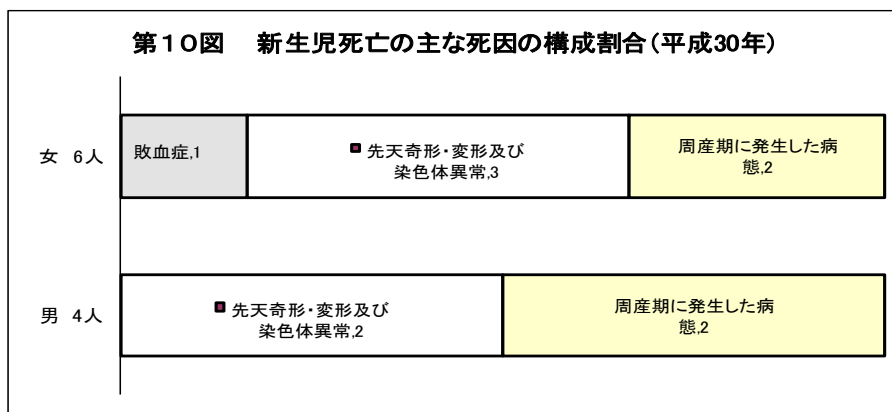 第１０図　新生児死亡の主な死因の構成割合(平成30年)
女 6人
敗血症,1
先天奇形・変形及び
染色体異常,3
周産期に発生した病
態,2
男 4人
先天奇形・変形及び
染色体異常,2
周産期に発生した病
態,2